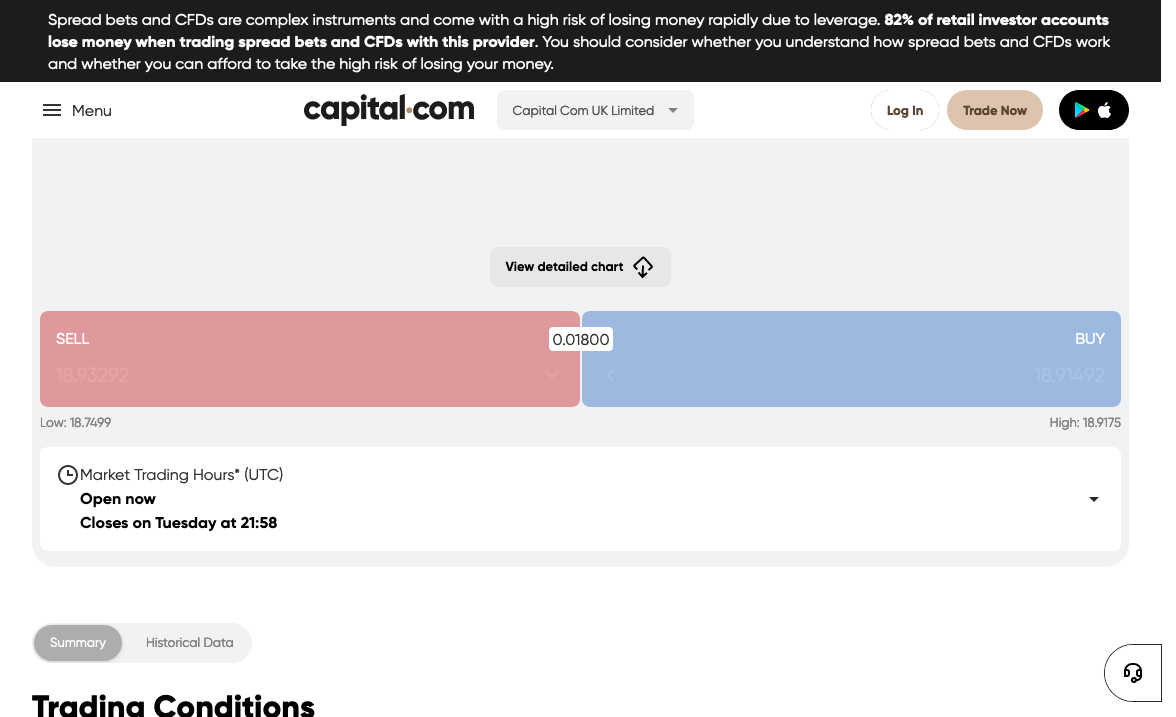 Spread bets and CFDs are complex instruments and come with a high risk of losing money rapidly due to leverage. 82% of retail investor accounts
lose money when trading spread bets and CFDs with this provider. You should consider whether you understand how spread bets and CFDs work
and whether you can afford to take the high risk of losing your money.
Menu
capital.com
Capital Com UK Limited
Log In
Trade Now
View detailed chart
SELL
0.01800
BUY
18.93292
18.91492
Low: 18.7499
High: 18.9175
Market Trading Hours* (UTC)
Open now
Closes on Tuesday at 21:58
Summary
Historical Data
Trading Conditions